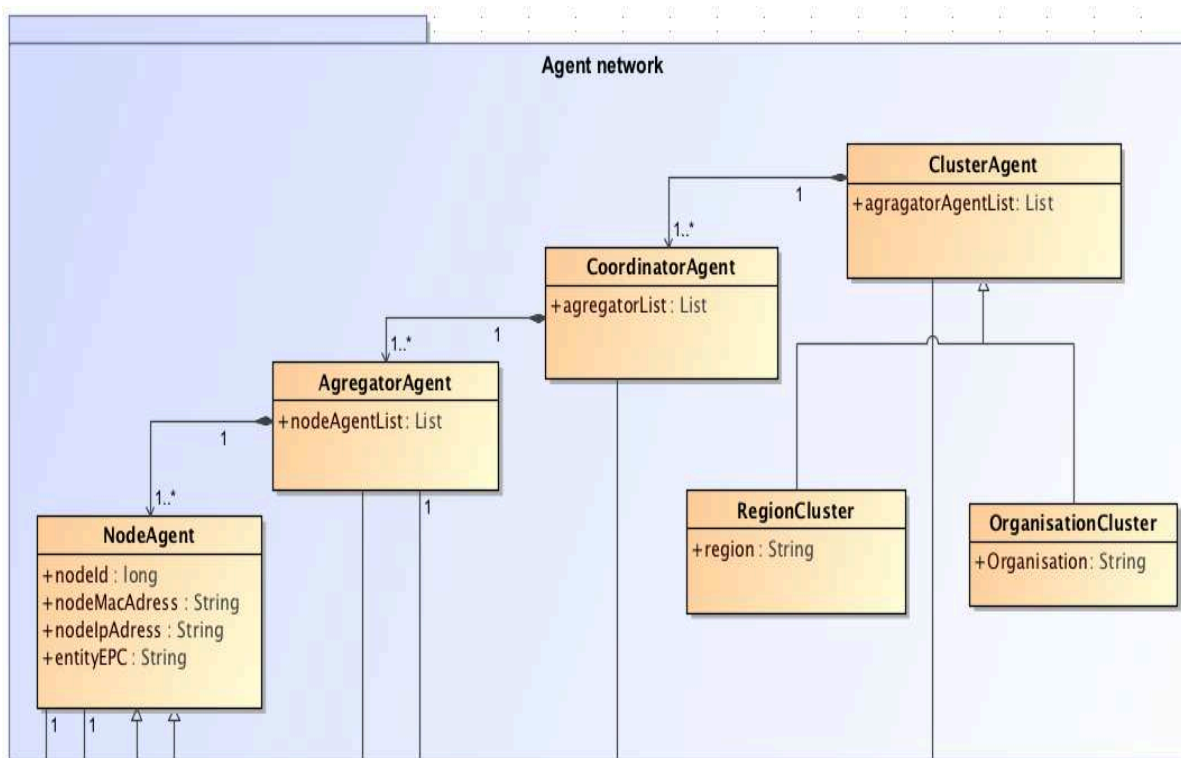 Agent network
ClusterAgent
+agragatorAgentList: List
1
1..*
CoordinatorAgent
+agregatorList : List
1
1..*
AgregatorAgent
+nodeAgentList : List
1
1..*
1
NodeAgent
+nodeId : long
+nodeMacAdress : String
+nodeIpAdress : String
+entityEPC : String
1
1
RegionCluster
+region : String
OrganisationCluster
+Organisation: String